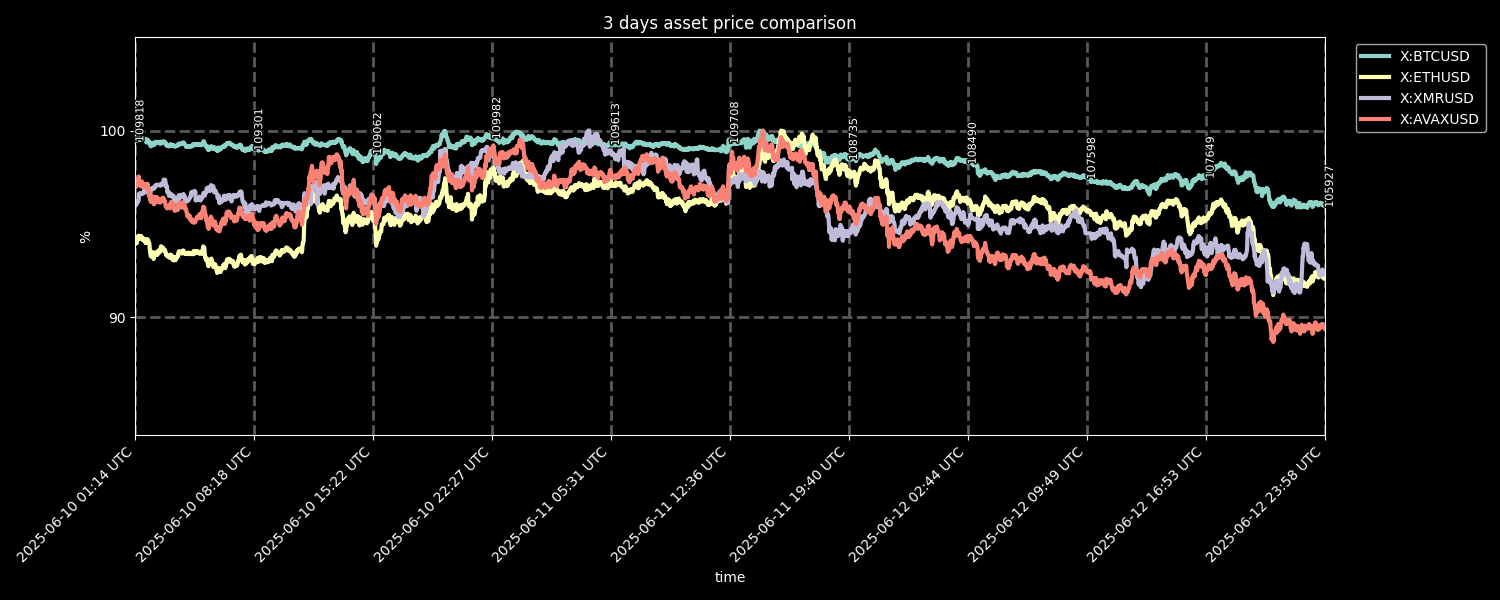 3 days asset price comparison
X:BTCUSD
X:ETHUSD
X:XMRUSD
X:AVAXUSD
100
90
%
109818
109301
109062
109982
109613
109708
108735
108490
107598
107649
105927
2025-06-10 01:14 UTC
2025-06-10 08:18 UTC
2025-06-10 15:22 UTC
2025-06-10 22:27 UTC
2025-06-11 05:31 UTC
2025-06-11 12:36 UTC
2025-06-11 19:40 UTC
2025-06-12 02:44 UTC
2025-06-12 09:49 UTC
2025-06-12 16:53 UTC
2025-06-12 23:58 UTC
time